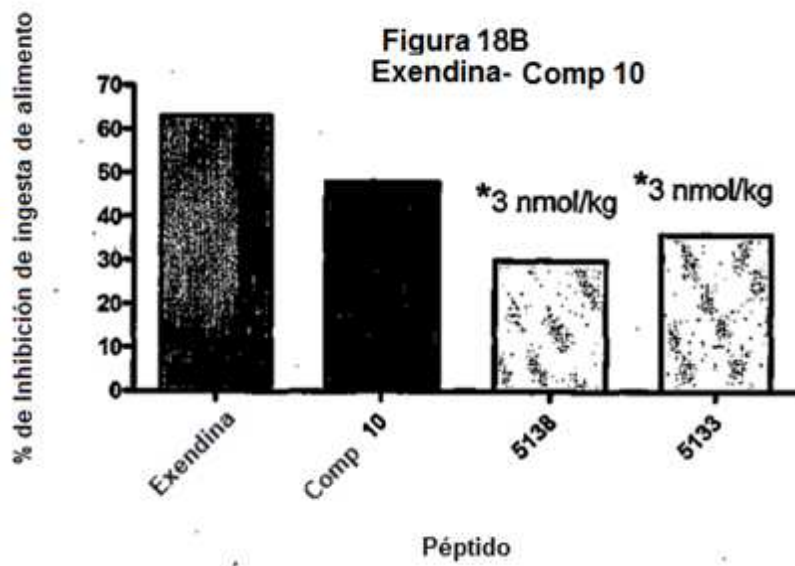 Figura 18B
Exendina- Comp 10
% de Inhibición de ingesta de alimento
70
60
50
40
30
20
10
0
*3 nmol/kg
*3 nmol/kg
Exendina
Comp 10
5138
5133
Péptido